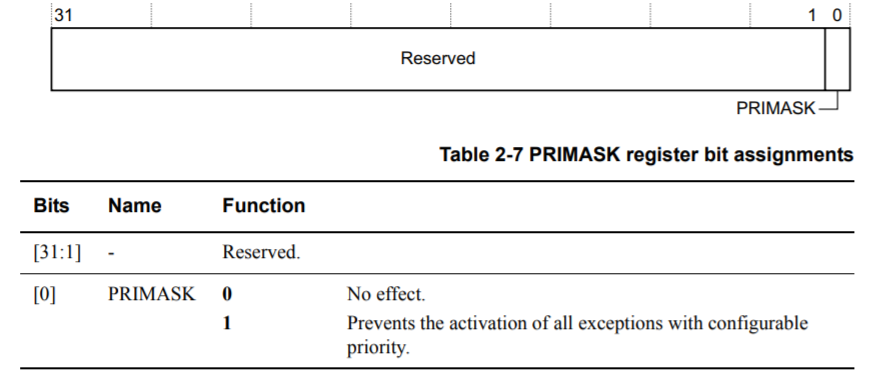 31 1 0
Reserved
PRIMASK
Table 2-7 PRIMASK register bit assignments
Bits Name Function
[31:1] - Reserved.
[0] PRIMASK 0 No effect.
1 Prevents the activation of all exceptions with configurable
priority.